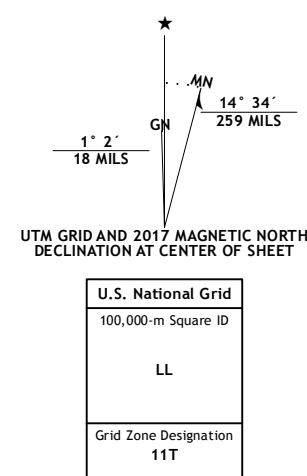 MN
GN
1° 2´
18 MILS
14° 34´
259 MILS
UTM GRID AND 2017 MAGNETIC NORTH
DECLINATION AT CENTER OF SHEET
U.S. National Grid
100,000-m Square ID
LL
Grid Zone Designation
11T